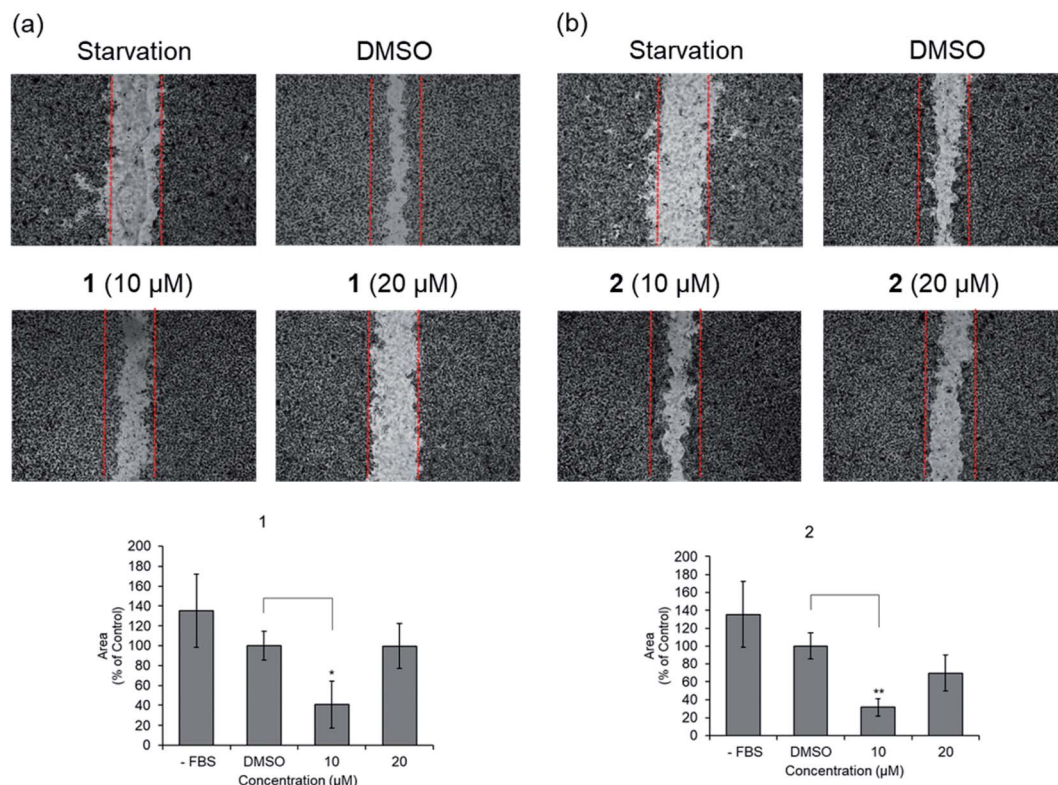 (a)
Starvation
DMSO
1 (10 µM)
1 (20 µM)
1
200
180
160
140
120
100
80
60
40
20
0
Area
(% of Control)
*
- FBS
DMSO
10
20
Concentration (µM)
(b)
Starvation
DMSO
2 (10 µM)
2 (20 µM)
2
200
180
160
140
120
100
80
60
40
20
0
Area
(% of Control)
**
- FBS
DMSO
10
20
Concentration (µM)